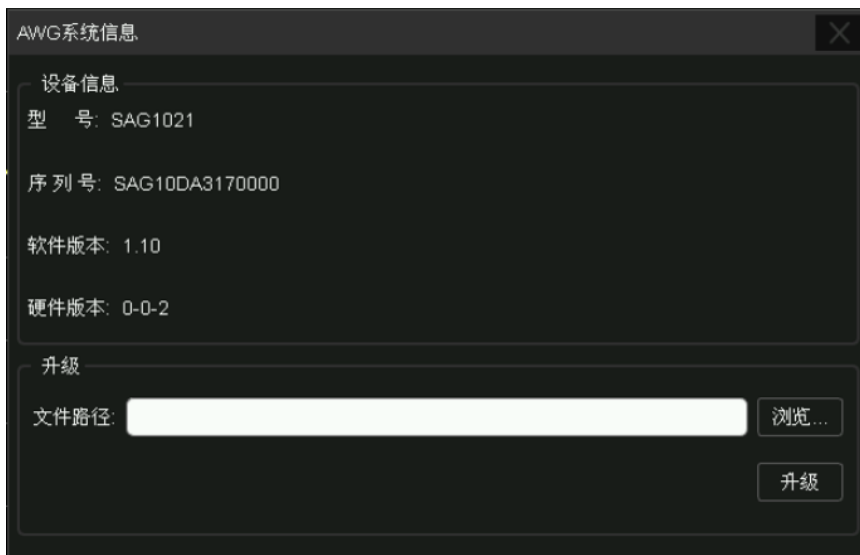 AWG系统信息
设备信息
型 号: SAG1021
序列号: SAG10DA3170000
软件版本: 1.10
硬件版本: 0-0-2
升级
文件路径: 浏览...
升级